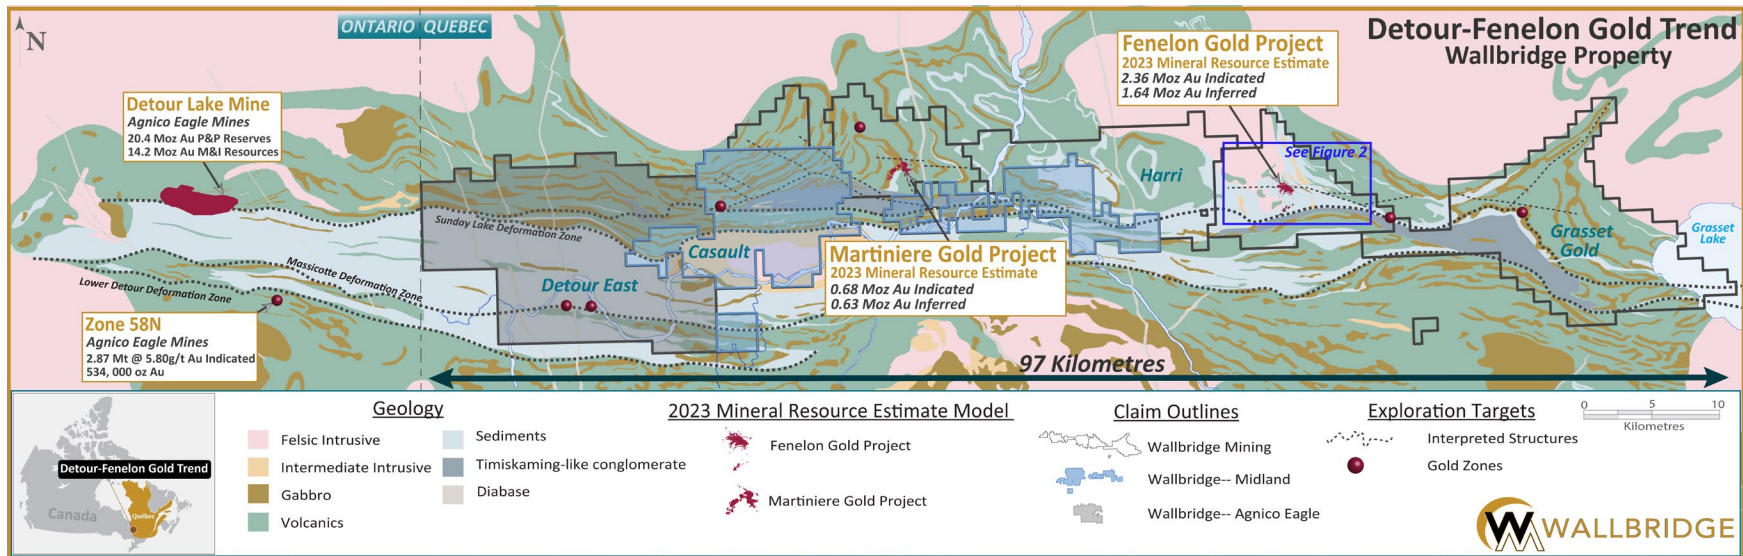 N
ONTARIO QUEBEC
Detour-Fenelon Gold Trend
Wallbridge Property
Fenelon Gold Project
2023 Mineral Resource Estimate
2.36 Moz Au Indicated
1.64 Moz Au Inferred
Detour Lake Mine
Agnico Eagle Mines
20.4 Moz Au P&P Reserves
14.2 Moz Au M&I Resources
See Figure 2
Harri
Sunday Lake Deformation Zone
Casault
Grasset
Gold
Grasset
Lake
Martiniere Gold Project
2023 Mineral Resource Estimate
0.68 Moz Au Indicated
0.63 Moz Au Inferred
Massicotte Deformation Zone
Lower Detour Deformation Zone
Detour East
Zone 58N
Agnico Eagle Mines
2.87 Mt @ 5.80g/t Au Indicated
534, 000 oz Au
97 Kilometres
Detour-Fenelon Gold Trend
Québec
Canada
Geology
Felsic Intrusive
Intermediate Intrusive
Gabbro
Volcanics
Sediments
Timiskaming-like conglomerate
Diabase
2023 Mineral Resource Estimate Model
Fenelon Gold Project
Martiniere Gold Project
Claim Outlines
Wallbridge Mining
Wallbridge-- Midland
Wallbridge-- Agnico Eagle
Exploration Targets
Interpreted Structures
Gold Zones
0 5 10
Kilometres
WALLBRIDGE